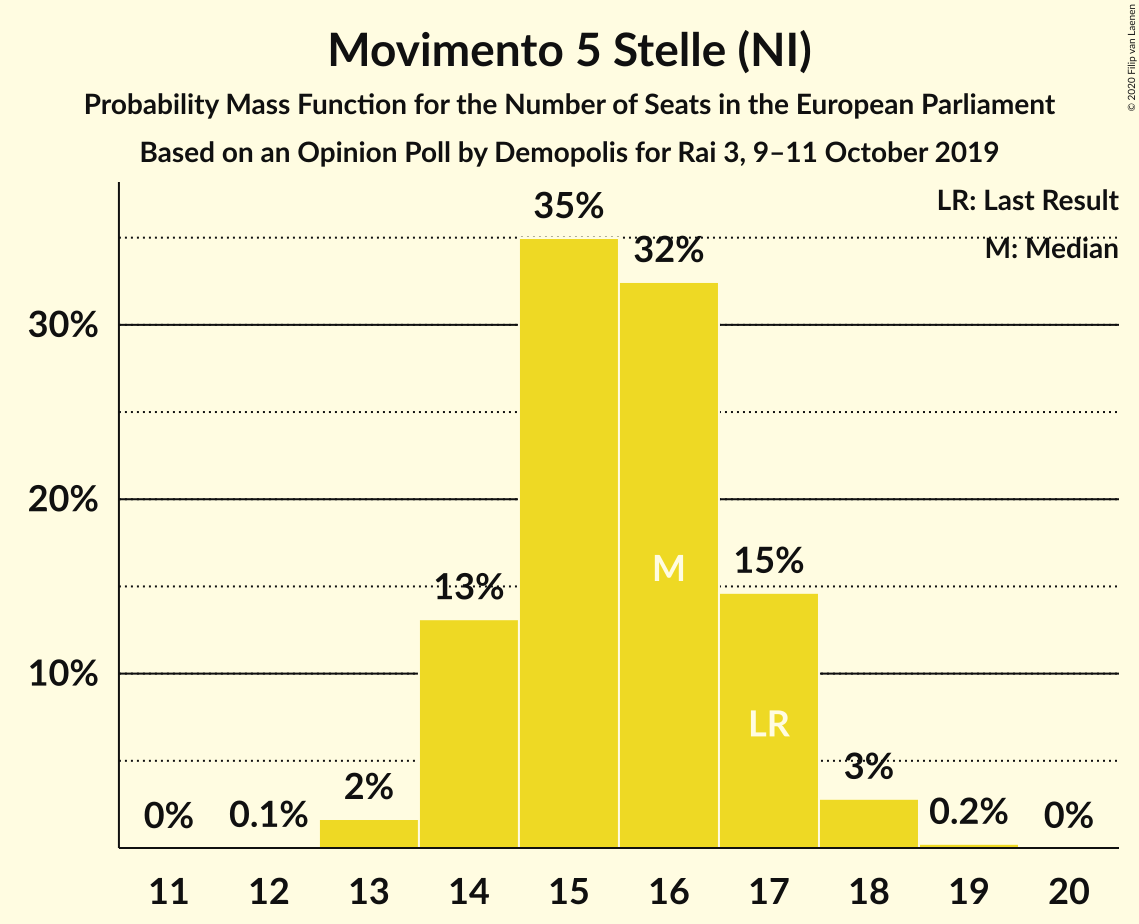 Movimento 5 Stelle (NI)
Probability Mass Function for the Number of Seats in the European Parliament
Based on an Opinion Poll by Demopolis for Rai 3, 9–11 October 2019
© 2020 Filip van Laenen
LR: Last Result
M: Median
35%
32%
30%
20%
10%
0%
0.1%
2%
13%
M
15%
LR
3%
0.2%
0%
11 12 13 14 15 16 17 18 19 20